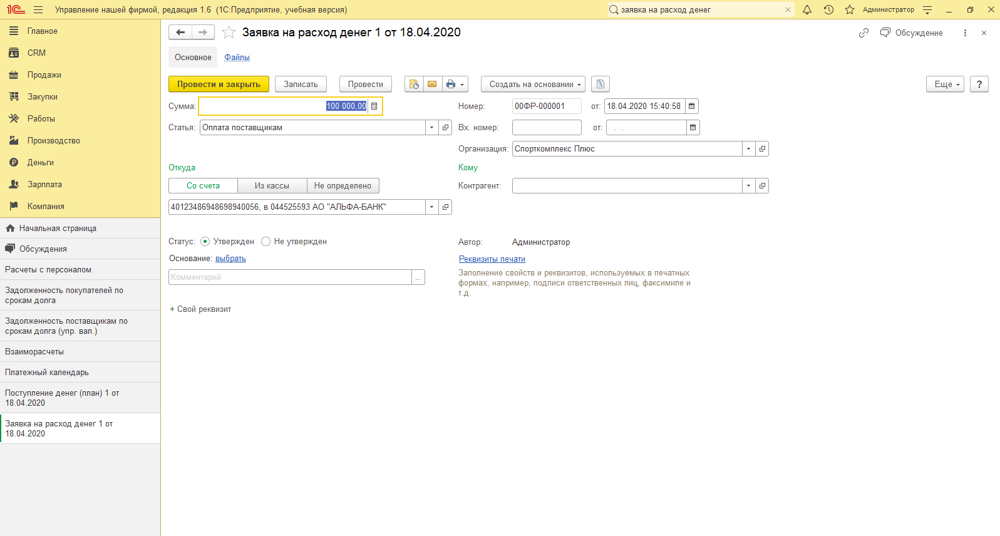 1С Управление нашей фирмой, редакция 1.6 (1С:Предприятие, учебная версия) заявка на расход денег Администратор
Главное
CRM
Продажи
Закупки
Работы
Производство
Деньги
Зарплата
Компания
Начальная страница
Обсуждения
Расчеты с персоналом
Задолженность покупателей по
срокам долга
Задолженность поставщикам по
срокам долга (упр. вал.)
Взаиморасчеты
Платежный календарь
Поступление денег (план) 1 от
18.04.2020
Заявка на расход денег 1 от
18.04.2020
Заявка на расход денег 1 от 18.04.2020 Обсуждение
Основное Файлы
Провести и закрыть Записать Провести Создать на основании Еще ?
Сумма: 100 000,00 Номер: 00ФР-000001 от: 18.04.2020 15:40:58
Статья: Оплата поставщикам Вх. номер: от: . .
Организация: Спорткомплекс Плюс
Откуда Кому
Со счета Из кассы Не определено Контрагент:
40123486948698940056, в 044525593 АО "АЛЬФА-БАНК"
Статус: Утвержден Не утвержден Автор: Администратор
Основание: выбрать Реквизиты печати
Комментарий ...
Заполнение свойств и реквизитов, используемых в печатных
формах, например, подписи ответственных лиц, факсимиле и
т.д.
+ Свой реквизит